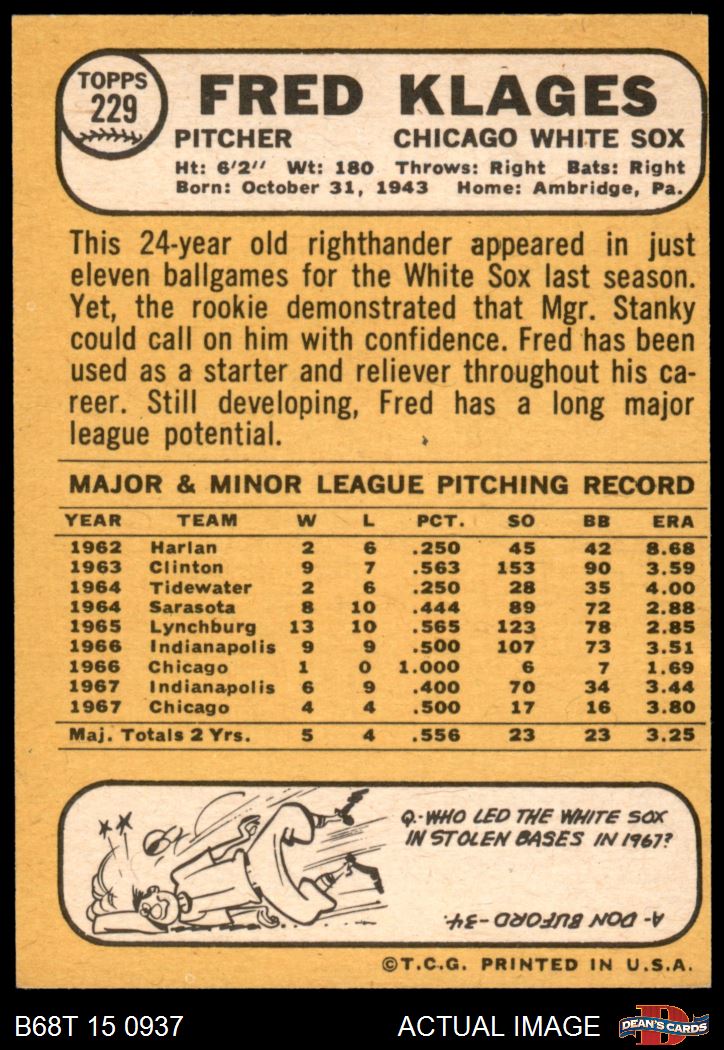 TOPPS
229
FRED KLAGES
PITCHER CHICAGO WHITE SOX
Ht: 6'2'' Wt: 180 Throws: Right Bats: Right
Born: October 31, 1943 Home: Ambridge, Pa.
This 24-year old righthander appeared in just
eleven ballgames for the White Sox last season.
Yet, the rookie demonstrated that Mgr. Stanky
could call on him with confidence. Fred has been
used as a starter and reliever throughout his ca-
reer. Still developing, Fred has a long major
league potential.
MAJOR & MINOR LEAGUE PITCHING RECORD
YEAR TEAM W L PCT. SO BB ERA
1962 Harlan 2 6 .250 45 42 8.68
1963 Clinton 9 7 .563 153 90 3.59
1964 Tidewater 2 6 .250 28 35 4.00
1964 Sarasota 8 10 .444 89 72 2.88
1965 Lynchburg 13 10 .565 123 78 2.85
1966 Indianapolis 9 9 .500 107 73 3.51
1966 Chicago 1 0 1.000 6 7 1.69
1967 Indianapolis 6 9 .400 70 34 3.44
1967 Chicago 4 4 .500 17 16 3.80
Maj. Totals 2 Yrs. 5 4 .556 23 23 3.25
Q-WHO LED THE WHITE SOX
IN STOLEN BASES IN 1967?
A-DON BUFORD-34.
©T.C.G. PRINTED IN U.S.A.
B68T 15 0937 ACTUAL IMAGE DEAN'S CARDS